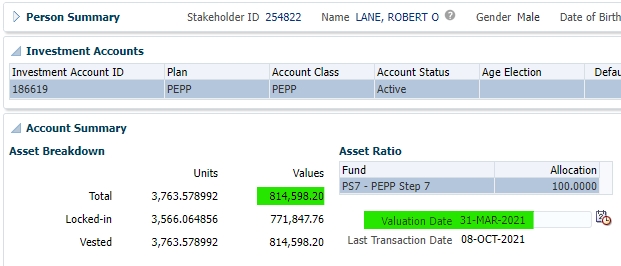 Person Summary Stakeholder ID 254822 Name LANE, ROBERT O Gender Male Date of Birth
Investment Accounts
Investment Account ID Plan Account Class Account Status Age Election Defau
186619 PEPP PEPP Active
Account Summary
Asset Breakdown Asset Ratio
Units Values Fund Allocation
Total 3,763.578992 814,598.20 PS7 - PEPP Step 7 100.0000
Locked-in 3,566.064856 771,847.76 Valuation Date 31-MAR-2021
Vested 3,763.578992 814,598.20 Last Transaction Date 08-OCT-2021